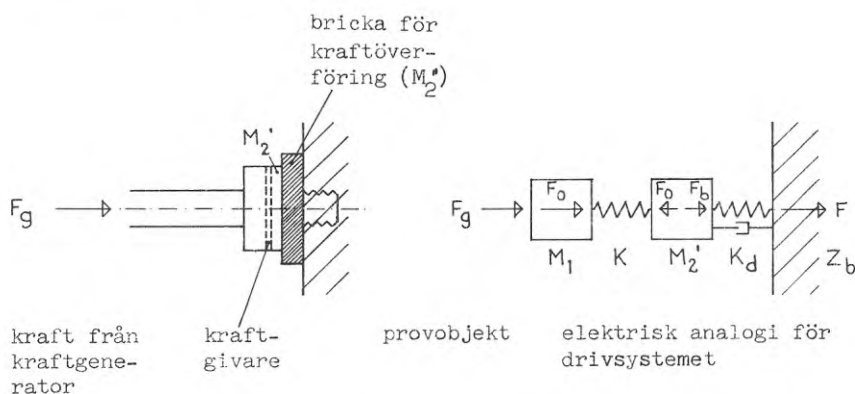 bricka för
kraftöver-
föring (M₂")
M₂'
F_g
F_g
F₀
F₀
F_b
F
M₁
K
M₂'
K_d
Z_b
kraft från
kraftgene-
rator
kraft-
givare
provobjekt
elektrisk analogi för
drivsystemet